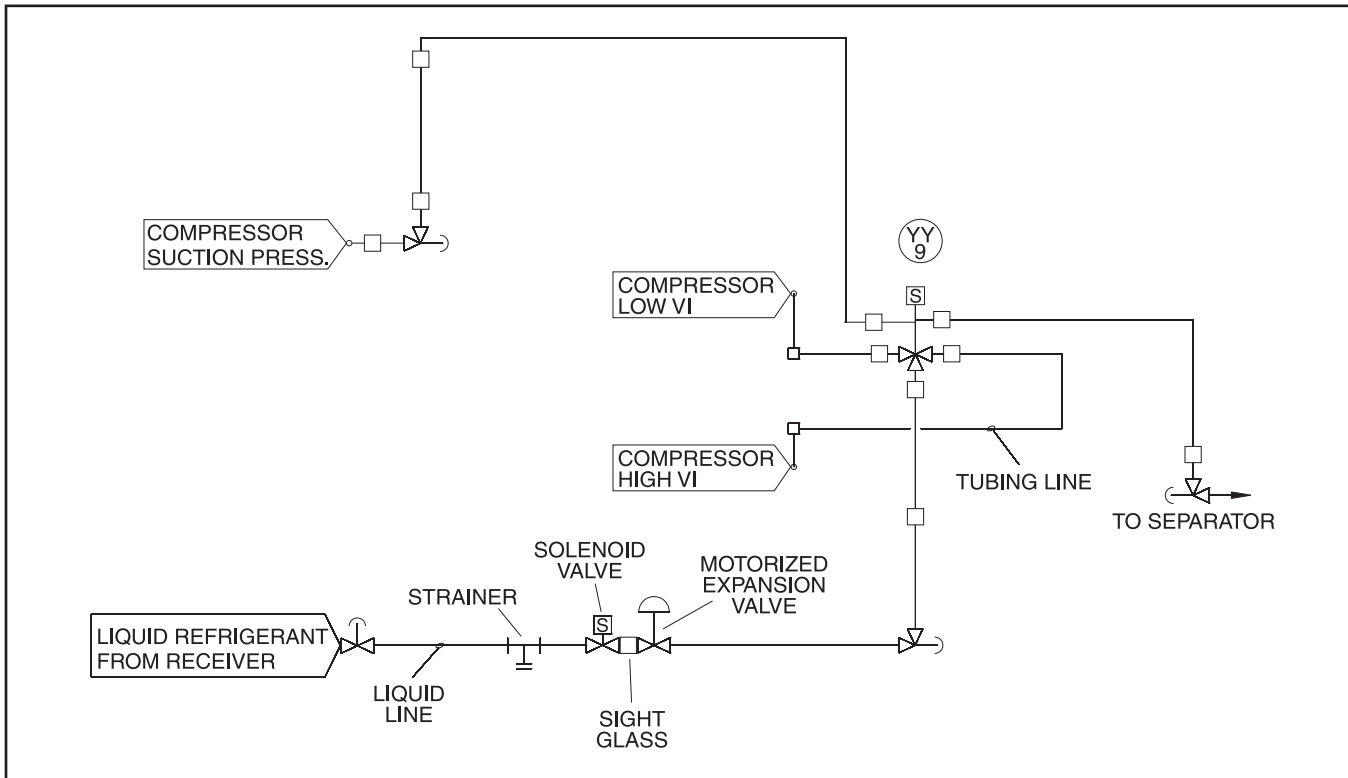 COMPRESSOR
SUCTION PRESS.
YY
9
COMPRESSOR
LOW VI
S
COMPRESSOR
HIGH VI
TUBING LINE
TO SEPARATOR
SOLENOID
VALVE
MOTORIZED
EXPANSION
VALVE
STRAINER
S
LIQUID REFRIGERANT
FROM RECEIVER
LIQUID
LINE
SIGHT
GLASS